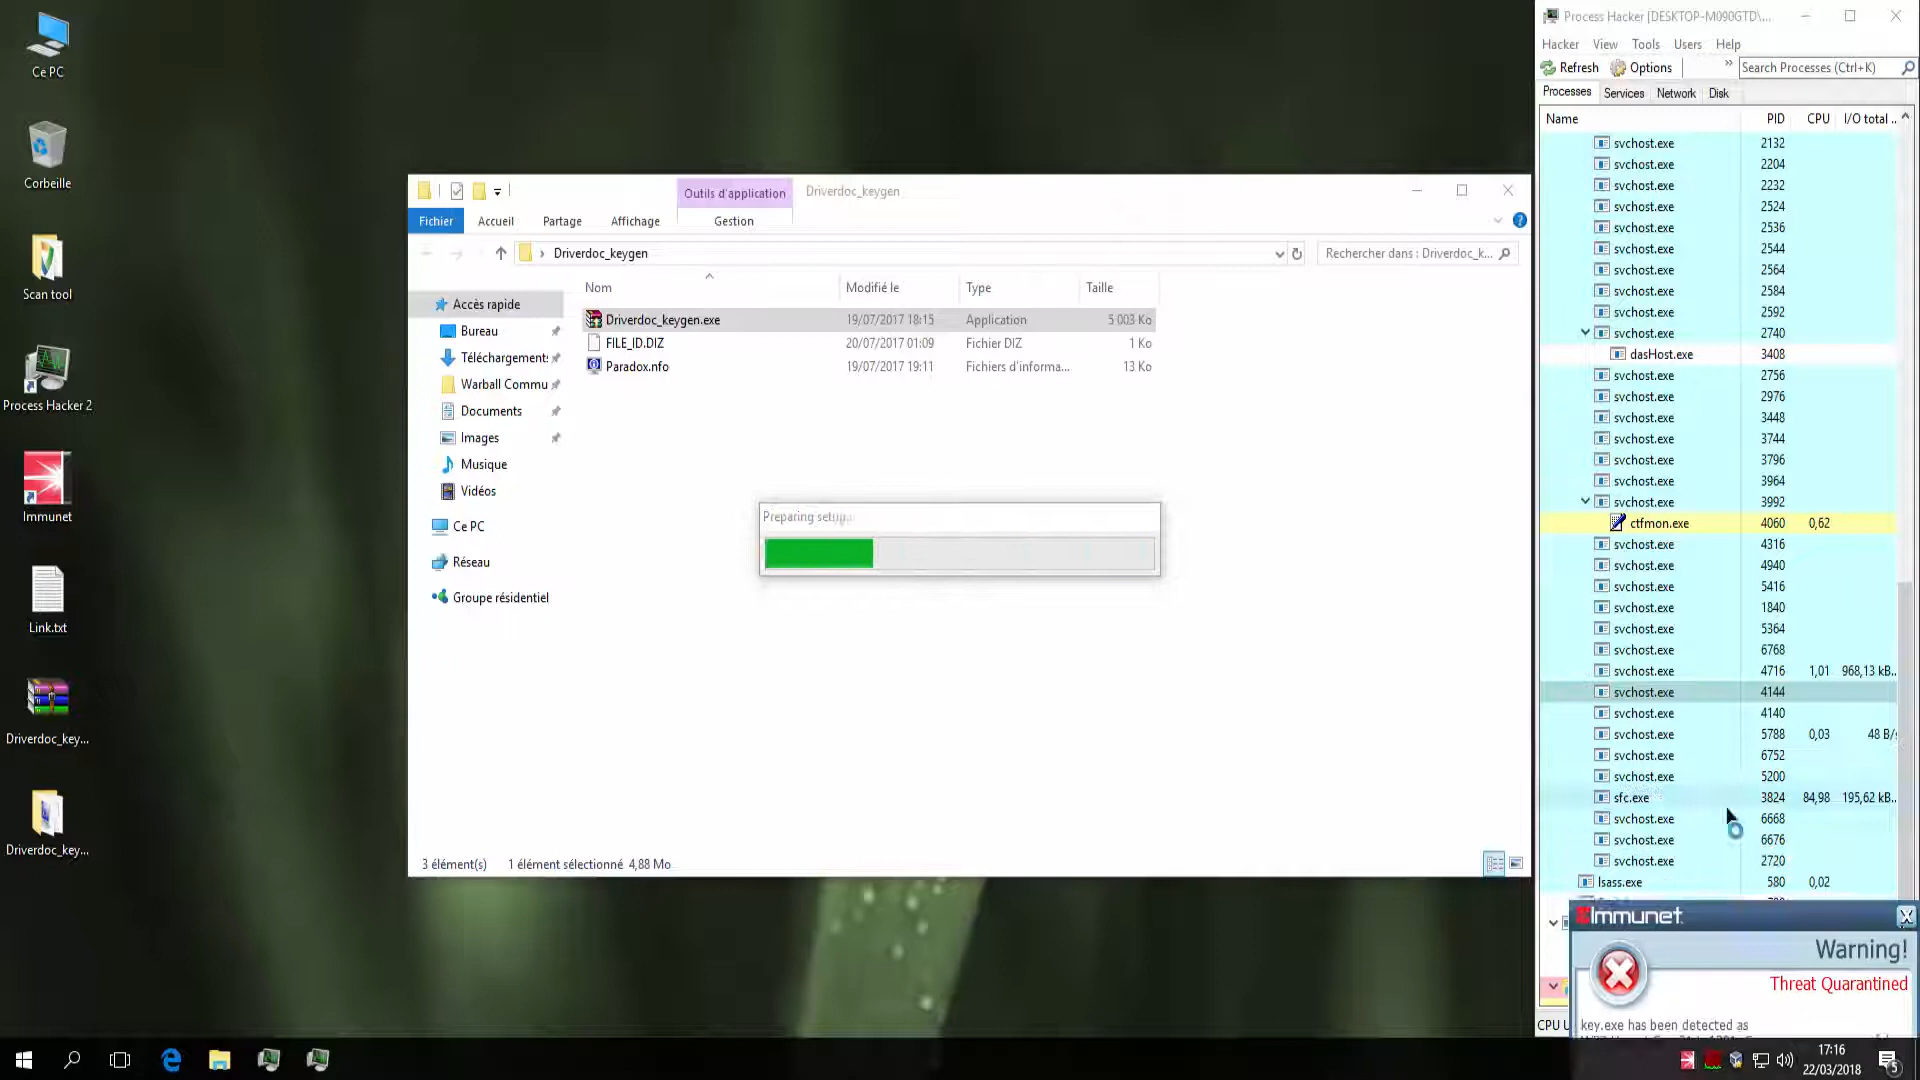 Ce PC
Corbeille
Scan tool
Process Hacker 2
Immunet
Link.txt
Driverdoc_key...
Driverdoc_key...
Outils d'application
Driverdoc_keygen
Fichier
Accueil
Partage
Affichage
Gestion
Driverdoc_keygen
Rechercher dans : Driverdoc_k...
Nom Modifié le Type Taille
Driverdoc_keygen.exe 19/07/2017 18:15 Application 5 003 Ko
FILE_ID.DIZ 20/07/2017 01:09 Fichier DIZ 1 Ko
Paradox.nfo 19/07/2017 19:11 Fichiers d'informa... 13 Ko
Accès rapide
Bureau
Téléchargement:
Warball Commu
Documents
Images
Musique
Vidéos
Ce PC
Réseau
Groupe résidentiel
Preparing setup...
3 élément(s) 1 élément sélectionné 4,88 Mo
Process Hacker [DESKTOP-M090GTD\...
Hacker View Tools Users Help
Refresh Options » Search Processes (Ctrl+K)
Processes Services Network Disk
Name PID CPU I/O total ..
svchost.exe 2132
svchost.exe 2204
svchost.exe 2232
svchost.exe 2524
svchost.exe 2536
svchost.exe 2544
svchost.exe 2564
svchost.exe 2584
svchost.exe 2592
svchost.exe 2740
dasHost.exe 3408
svchost.exe 2756
svchost.exe 2976
svchost.exe 3448
svchost.exe 3744
svchost.exe 3796
svchost.exe 3964
svchost.exe 3992
ctfmon.exe 4060 0,62
svchost.exe 4316
svchost.exe 4940
svchost.exe 5416
svchost.exe 1840
svchost.exe 5364
svchost.exe 6768
svchost.exe 4716 1,01 968,13 kB..
svchost.exe 4144
svchost.exe 4140
svchost.exe 5788 0,03 48 B/
svchost.exe 6752
svchost.exe 5200
sfc.exe 3824 84,98 195,62 kB..
svchost.exe 6668
svchost.exe 6676
svchost.exe 2720
lsass.exe 580 0,02
CPU U
Immunet
Warning!
Threat Quarantined
key.exe has been detected as
17:16
22/03/2018
5